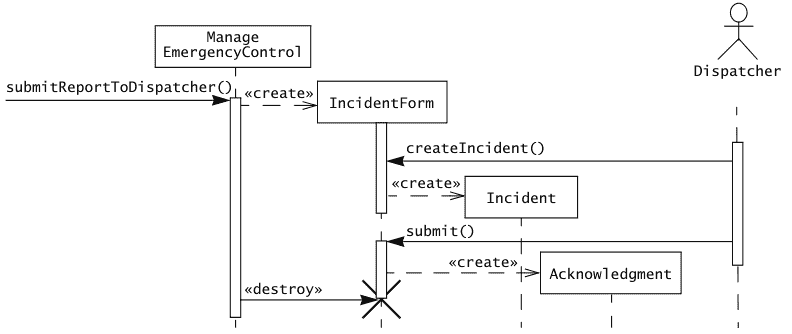 Manage
EmergencyControl
Dispatcher
submitReportToDispatcher()
«create»
IncidentForm
createIncident()
«create»
Incident
submit()
«create»
Acknowledgment
«destroy»